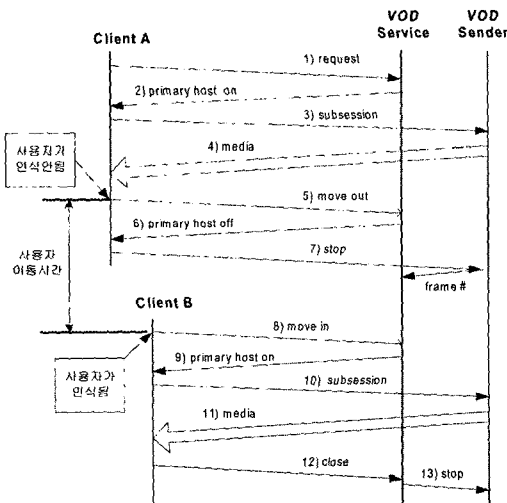 Client A
VOD
Service
VOD
Sender
1) request
2) primary host on
3) subsession
4) media
사용자가
인식안됨
5) move out
6) primary host off
7) stop
frame #
사용자
이동시간
Client B
8) move in
9) primary host on
사용자가
인식됨
10) subsession
11) media
12) close
13) stop